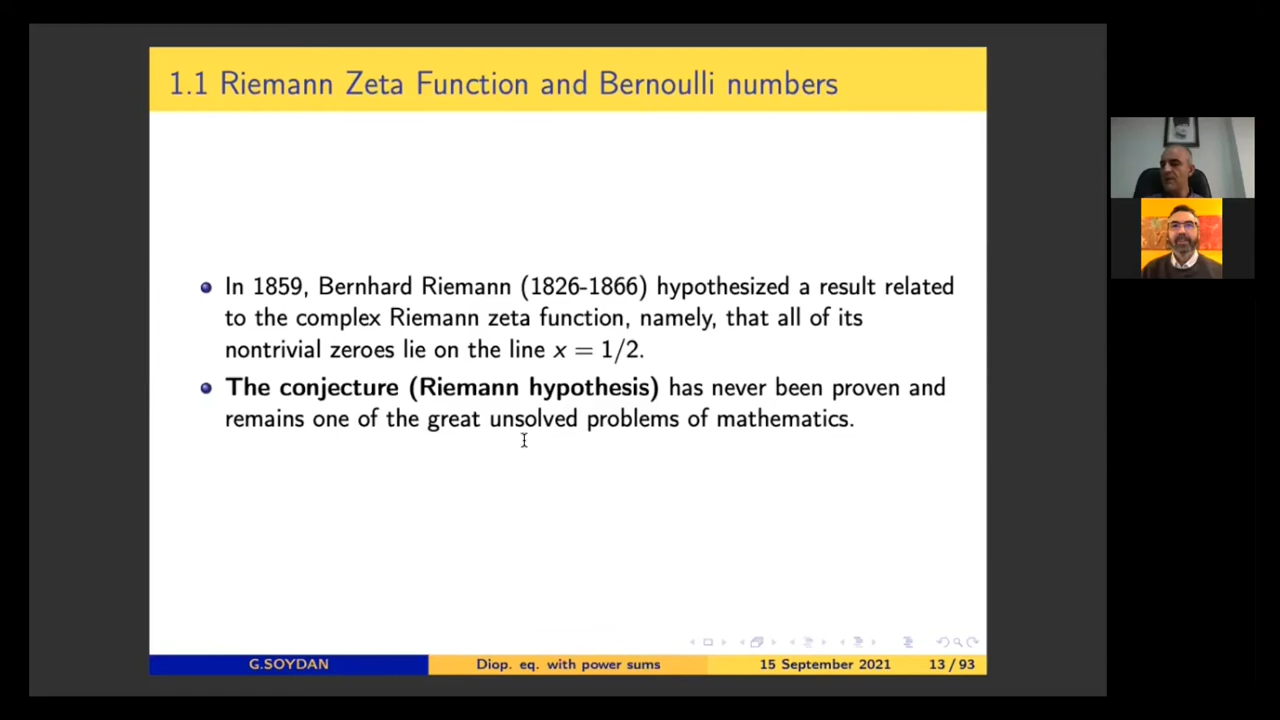 1.1 Riemann Zeta Function and Bernoulli numbers
In 1859, Bernhard Riemann (1826-1866) hypothesized a result related
to the complex Riemann zeta function, namely, that all of its
nontrivial zeroes lie on the line x = 1/2.
The conjecture (Riemann hypothesis) has never been proven and
remains one of the great unsolved problems of mathematics.
G.SOYDAN
Diop. eq. with power sums
15 September 2021
13 / 93